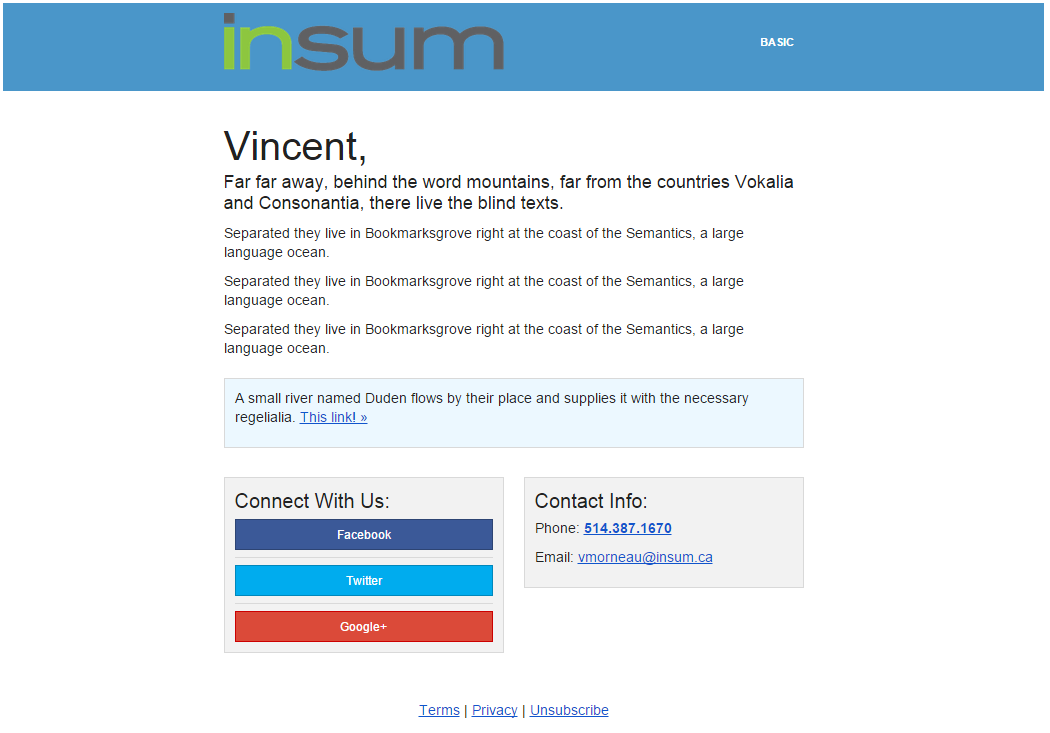 insum
BASIC
Vincent,
Far far away, behind the word mountains, far from the countries Vokalia
and Consonantia, there live the blind texts.
Separated they live in Bookmarksgrove right at the coast of the Semantics, a large
language ocean.
Separated they live in Bookmarksgrove right at the coast of the Semantics, a large
language ocean.
Separated they live in Bookmarksgrove right at the coast of the Semantics, a large
language ocean.
A small river named Duden flows by their place and supplies it with the necessary
regelialia. This link! »
Connect With Us:
Facebook
Twitter
Google+
Contact Info:
Phone: 514.387.1670
Email: vmorneau@insum.ca
Terms | Privacy | Unsubscribe